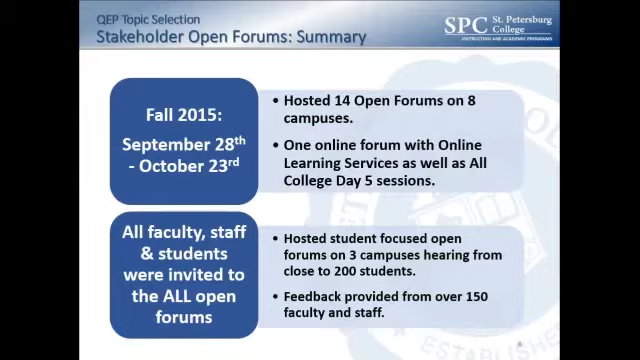 QEP Topic Selection
Stakeholder Open Forums: Summary
SPC St. Petersburg
College
INSTRUCTION AND ACADEMIC PROGRAMS
Fall 2015:
September 28th
- October 23rd
• Hosted 14 Open Forums on 8
campuses.
• One online forum with Online
Learning Services as well as All
College Day 5 sessions.
All faculty, staff
& students
were invited to
the ALL open
forums
• Hosted student focused open
forums on 3 campuses hearing from
close to 200 students.
• Feedback provided from over 150
faculty and staff.